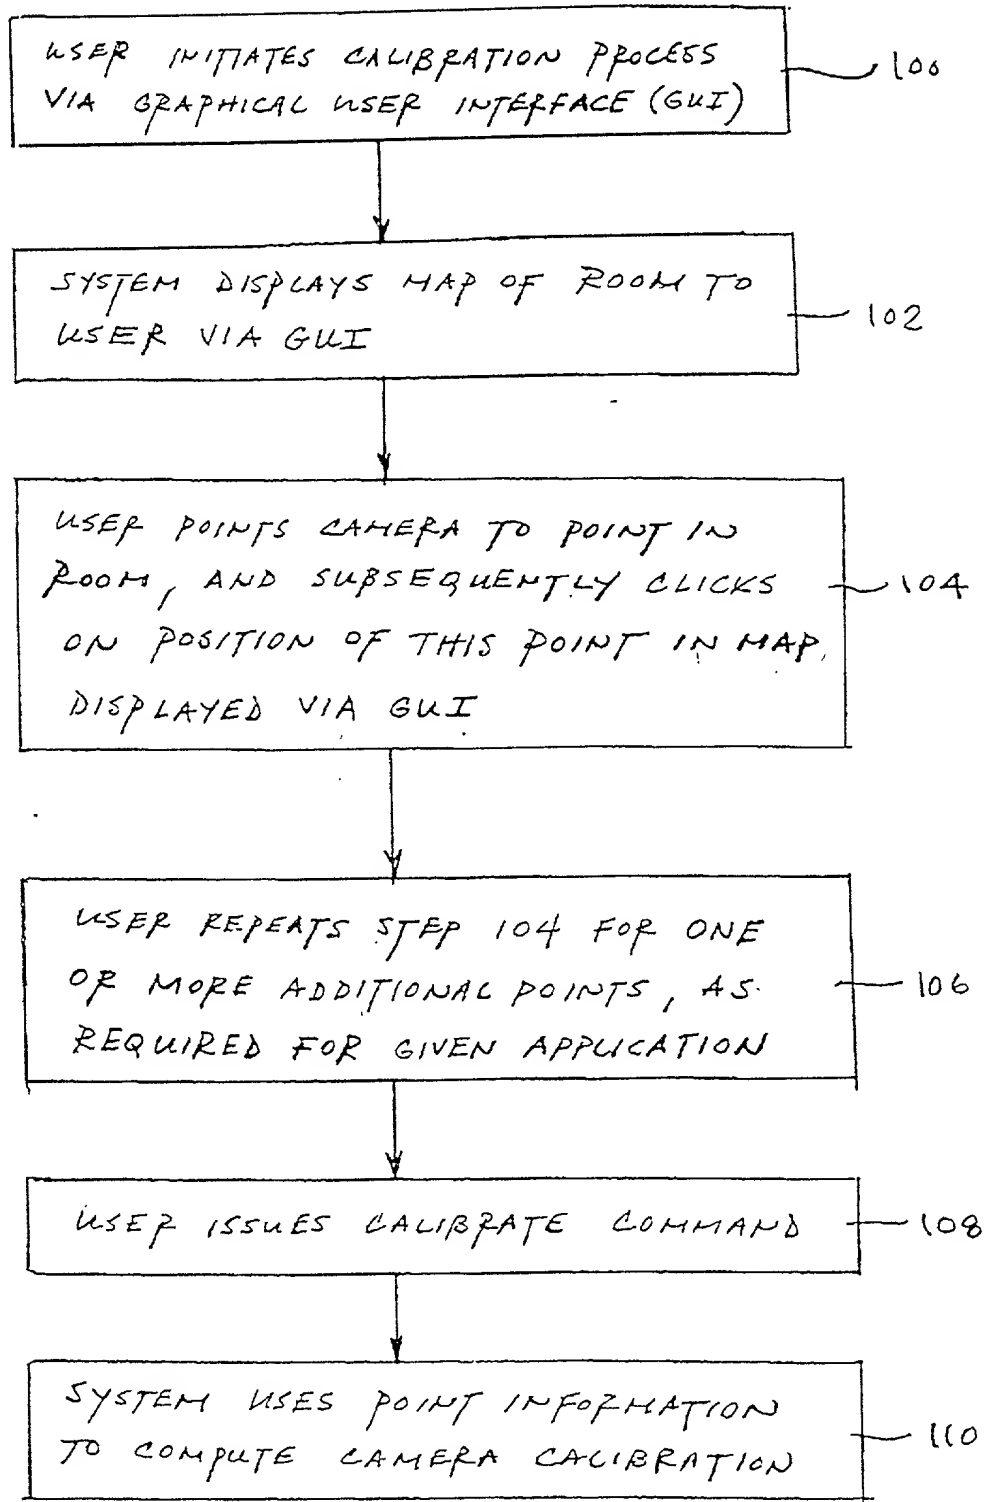 USER INITIATES CALIBRATION PROCESS
VIA GRAPHICAL USER INTERFACE (GUI)
100
SYSTEM DISPLAYS MAP OF ROOM TO
USER VIA GUI
102
USER POINTS CAMERA TO POINT IN
ROOM, AND SUBSEQUENTLY CLICKS
104
ON POSITION OF THIS POINT IN MAP
DISPLAYED VIA GUI
USER REPEATS STEP 104 FOR ONE
OR MORE ADDITIONAL POINTS, AS
106
REQUIRED FOR GIVEN APPLICATION
USER ISSUES CALIBRATE COMMAND
108
SYSTEM USES POINT INFORMATION
TO COMPUTE CAMERA CALIBRATION
110